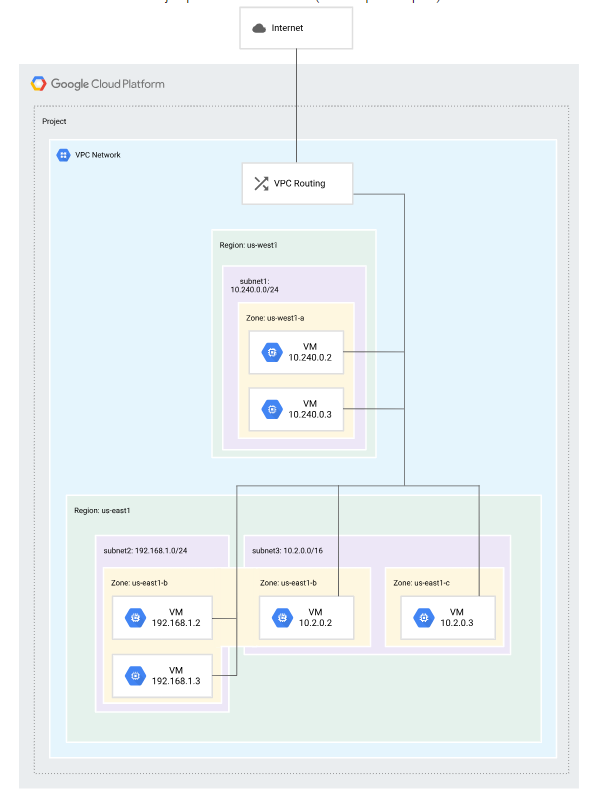 Internet
Google Cloud Platform
Project
VPC Network
VPC Routing
Region: us-west1
subnet1:
10.240.0.0/24
Zone: us-west1-a
VM
10.240.0.2
VM
10.240.0.3
Region: us-east1
subnet2: 192.168.1.0/24
subnet3: 10.2.0.0/16
Zone: us-east1-b
Zone: us-east1-b
Zone: us-east1-c
VM
192.168.1.2
VM
10.2.0.2
VM
10.2.0.3
VM
192.168.1.3